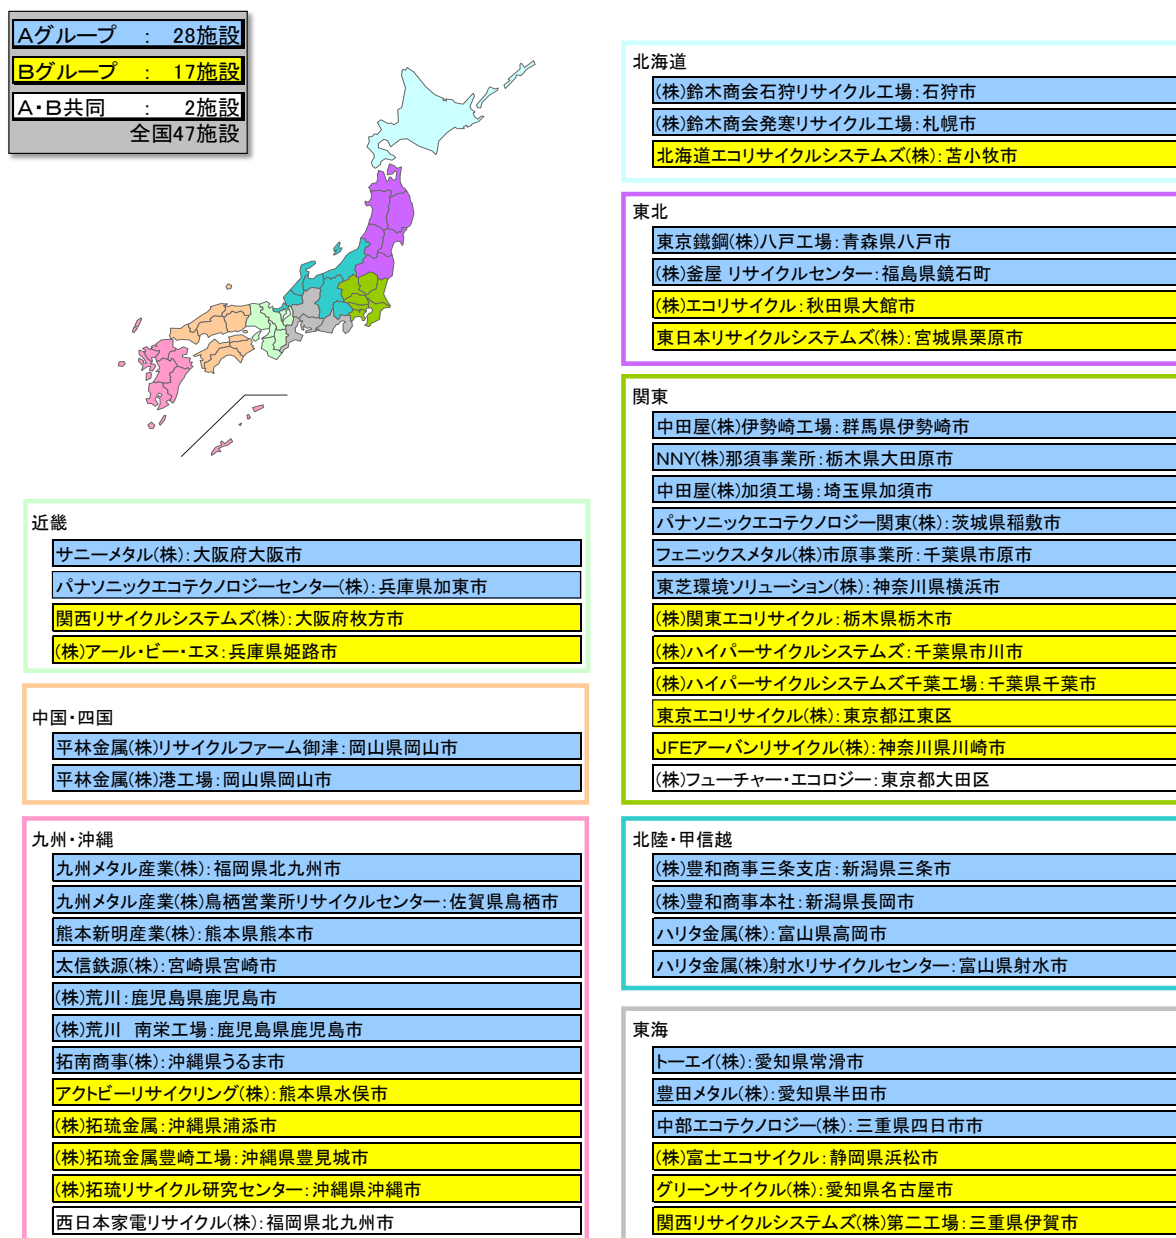 Aグループ : 28施設
Bグループ : 17施設
A・B共同 : 2施設
全国47施設
北海道
(株)鈴木商会石狩リサイクル工場:石狩市
(株)鈴木商会発寒リサイクル工場:札幌市
北海道エコリサイクルシステムズ(株):苫小牧市
東北
東京鐵鋼(株)八戸工場:青森県八戸市
(株)釜屋 リサイクルセンター:福島県鏡石町
(株)エコリサイクル:秋田県大館市
東日本リサイクルシステムズ(株):宮城県栗原市
関東
中田屋(株)伊勢崎工場:群馬県伊勢崎市
NNY(株)那須事業所:栃木県大田原市
中田屋(株)加須工場:埼玉県加須市
パナソニックエコテクノロジー関東(株):茨城県稲敷市
フェニックスメタル(株)市原事業所:千葉県市原市
東芝環境ソリューション(株):神奈川県横浜市
(株)関東エコリサイクル:栃木県栃木市
(株)ハイパーサイクルシステムズ:千葉県市川市
(株)ハイパーサイクルシステムズ千葉工場:千葉県千葉市
東京エコリサイクル(株):東京都江東区
JFEアーバンリサイクル(株):神奈川県川崎市
(株)フューチャー・エコロジー:東京都大田区
近畿
サニーメタル(株):大阪府大阪市
パナソニックエコテクノロジーセンター(株):兵庫県加東市
関西リサイクルシステムズ(株):大阪府枚方市
(株)アール・ビー・エヌ:兵庫県姫路市
中国・四国
平林金属(株)リサイクルファーム御津:岡山県岡山市
平林金属(株)港工場:岡山県岡山市
九州・沖縄
九州メタル産業(株):福岡県北九州市
九州メタル産業(株)鳥栖営業所リサイクルセンター:佐賀県鳥栖市
熊本新明産業(株):熊本県熊本市
太信鉄源(株):宮崎県宮崎市
(株)荒川:鹿児島県鹿児島市
(株)荒川 南栄工場:鹿児島県鹿児島市
拓南商事(株):沖縄県うるま市
アクトビーリサイクリング(株):熊本県水俣市
(株)拓琉金属:沖縄県浦添市
(株)拓琉金属豊崎工場:沖縄県豊見城市
(株)拓琉リサイクル研究センター:沖縄県沖縄市
西日本家電リサイクル(株):福岡県北九州市
北陸・甲信越
(株)豊和商事三条支店:新潟県三条市
(株)豊和商事本社:新潟県長岡市
ハリタ金属(株):富山県高岡市
ハリタ金属(株)射水リサイクルセンター:富山県射水市
東海
トーエイ(株):愛知県常滑市
豊田メタル(株):愛知県半田市
中部エコテクノロジー(株):三重県四日市市
(株)富士エコサイクル:静岡県浜松市
グリーンサイクル(株):愛知県名古屋市
関西リサイクルシステムズ(株)第二工場:三重県伊賀市